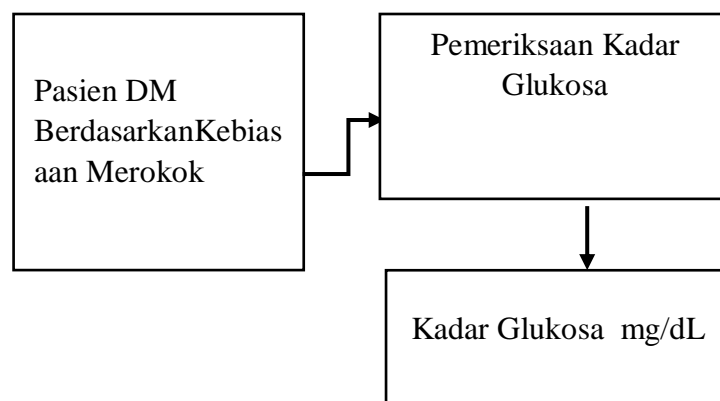 Pasien DM
BerdasarkanKebias
aan Merokok
Pemeriksaan Kadar
Glukosa
Kadar Glukosa  mg/dL